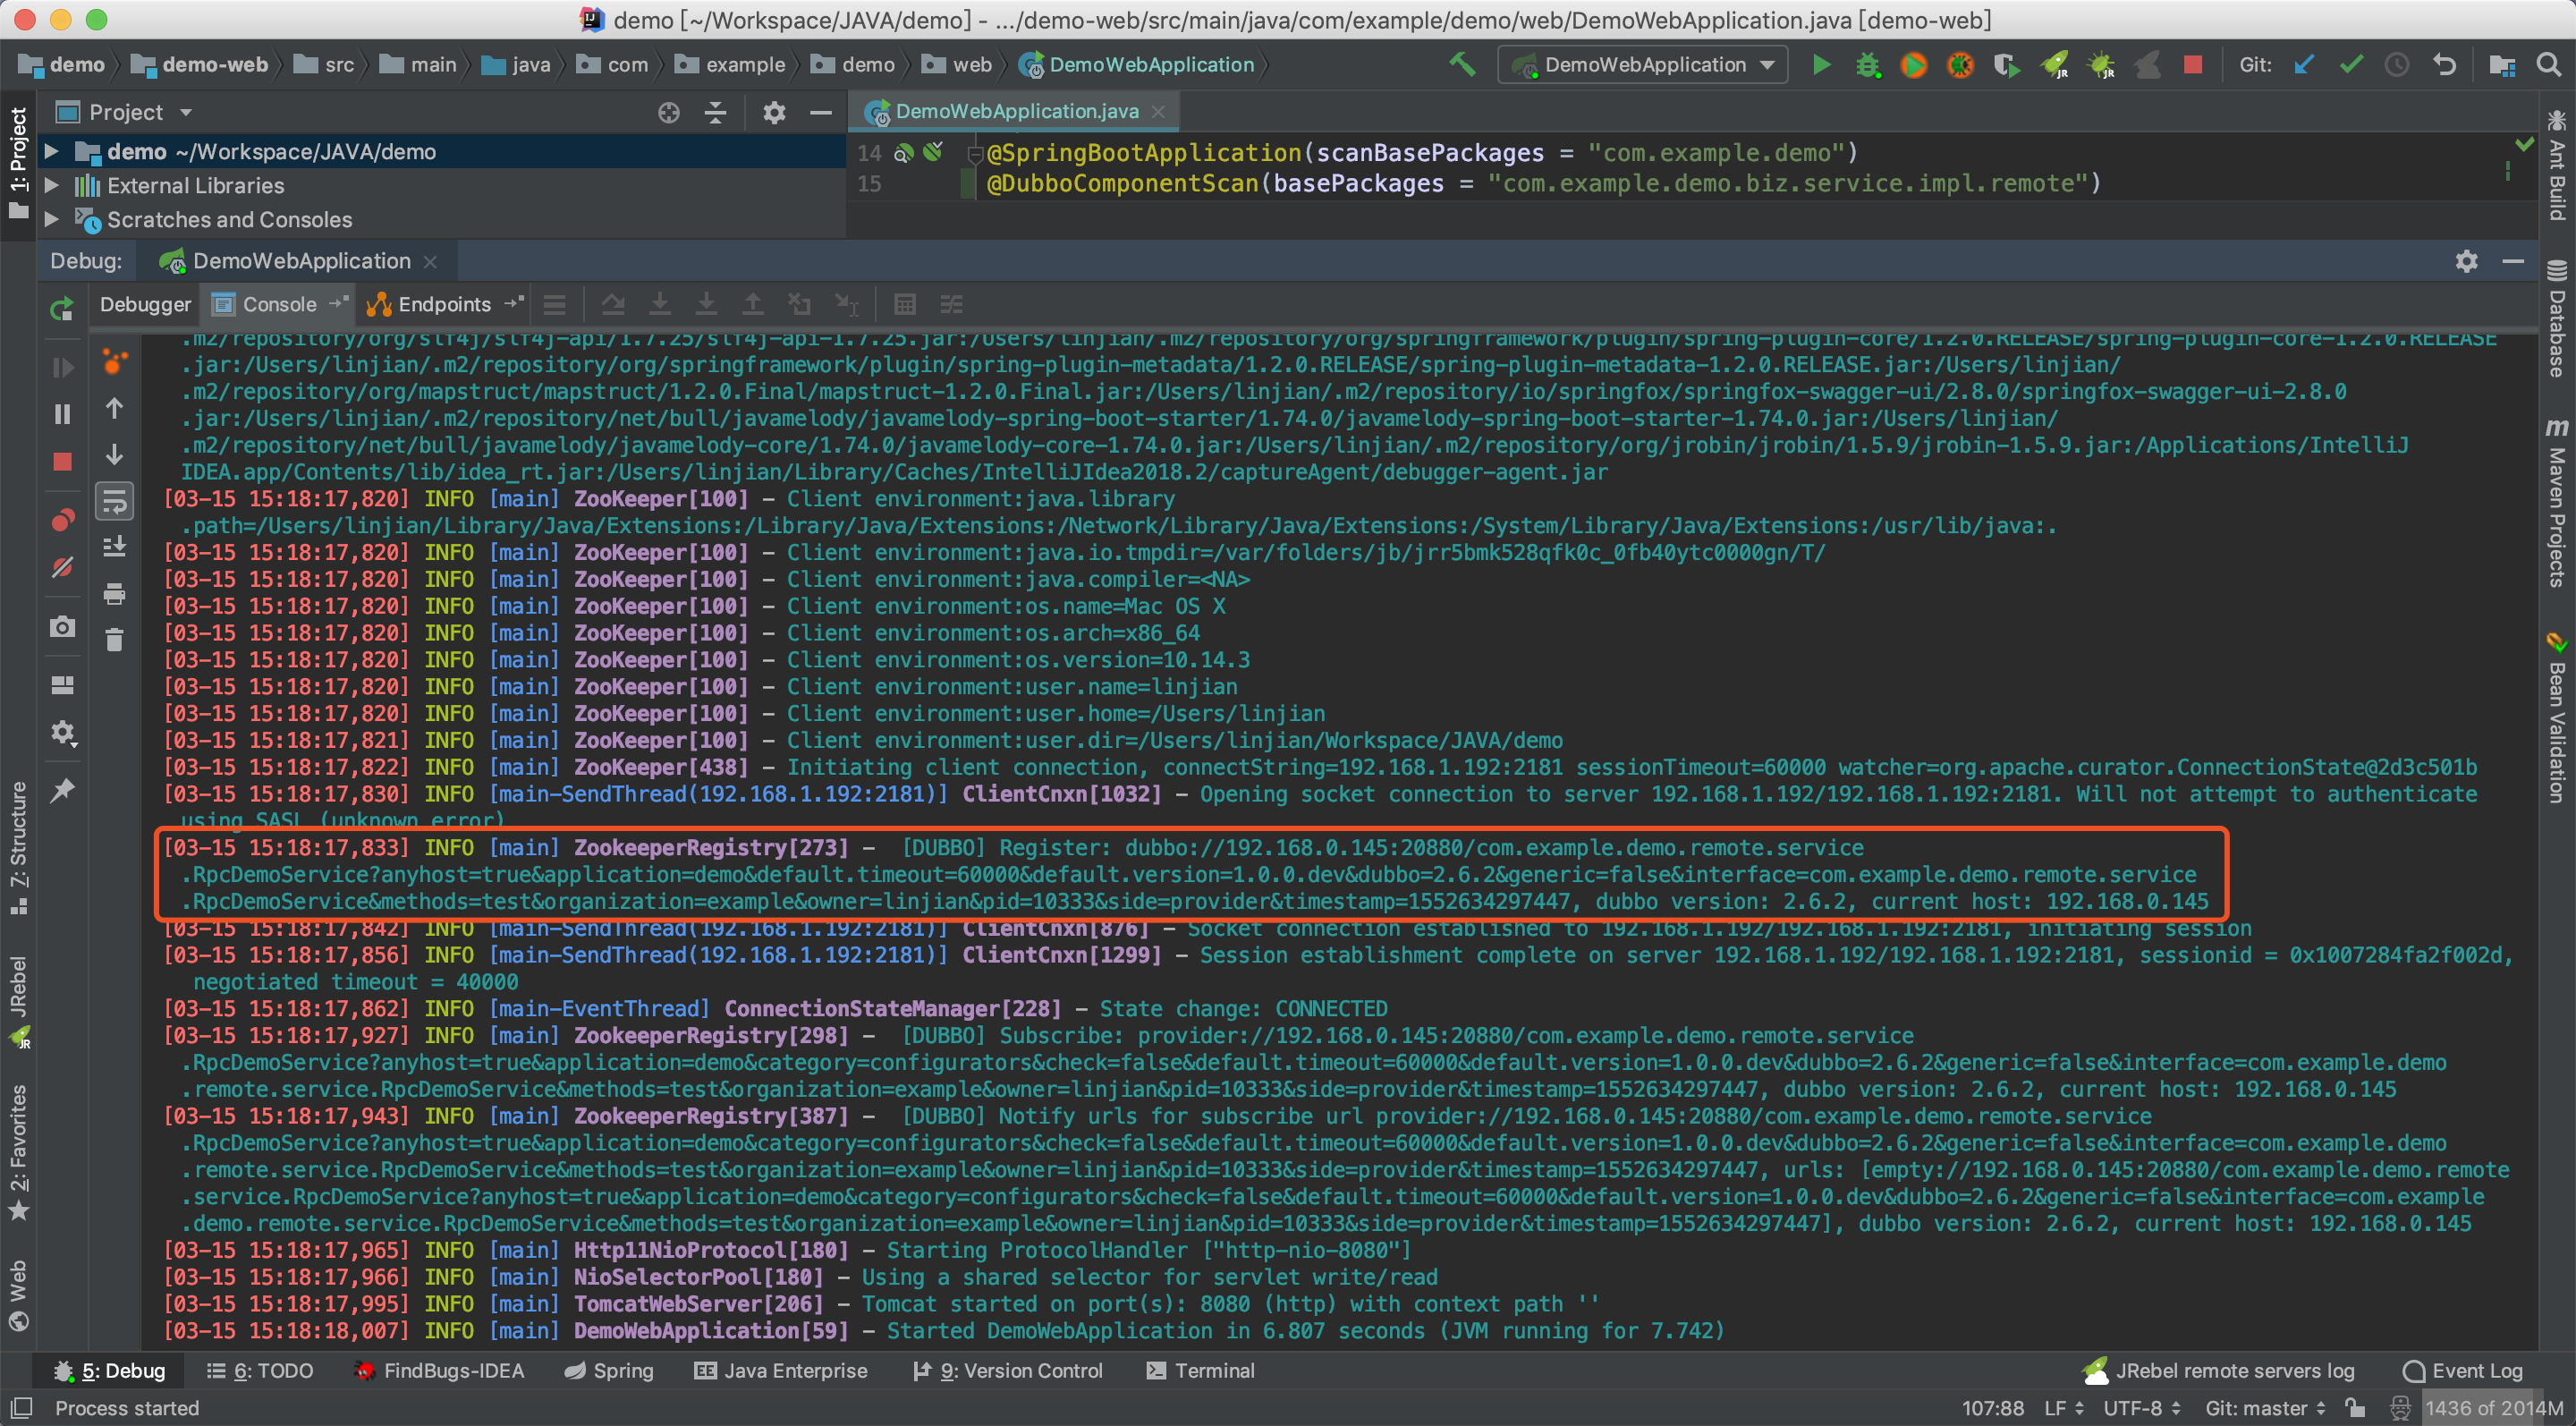 demo [~/Workspace/JAVA/demo] - .../demo-web/src/main/java/com/example/demo/web/DemoWebApplication.java [demo-web]
demo demo-web src main java com example demo web DemoWebApplication DemoWebApplication Git:
1: Project
Project
DemoWebApplication.java
demo ~/Workspace/JAVA/demo
External Libraries
Scratches and Consoles
14 @SpringBootApplication(scanBasePackages = "com.example.demo")
15 @DubboComponentScan(basePackages = "com.example.demo.biz.service.impl.remote")
Ant Build
Database
Maven Projects
Bean Validation
Debug: DemoWebApplication
Debugger Console Endpoints
.m2/repository/org/slf4j/slf4j-api/1.7.25/slf4j-api-1.7.25.jar:/Users/linjian/.m2/repository/org/springframework/plugin/spring-plugin-core/1.2.0.RELEASE/spring-plugin-core-1.2.0.RELEASE
.jar:/Users/linjian/.m2/repository/org/springframework/plugin/spring-plugin-metadata/1.2.0.RELEASE/spring-plugin-metadata-1.2.0.RELEASE.jar:/Users/linjian/
.m2/repository/org/mapstruct/mapstruct/1.2.0.Final/mapstruct-1.2.0.Final.jar:/Users/linjian/.m2/repository/io/springfox/springfox-swagger-ui/2.8.0/springfox-swagger-ui-2.8.0
.jar:/Users/linjian/.m2/repository/net/bull/javamelody/javamelody-spring-boot-starter/1.74.0/javamelody-spring-boot-starter-1.74.0.jar:/Users/linjian/
.m2/repository/net/bull/javamelody/javamelody-core/1.74.0/javamelody-core-1.74.0.jar:/Users/linjian/.m2/repository/org/jrobin/jrobin/1.5.9/jrobin-1.5.9.jar:/Applications/IntelliJ
IDEA.app/Contents/lib/idea_rt.jar:/Users/linjian/Library/Caches/IntelliJIdea2018.2/captureAgent/debugger-agent.jar
[03-15 15:18:17,820] INFO [main] ZooKeeper[100] – Client environment:java.library
.path=/Users/linjian/Library/Java/Extensions:/Library/Java/Extensions:/Network/Library/Java/Extensions:/System/Library/Java/Extensions:/usr/lib/java:.
[03-15 15:18:17,820] INFO [main] ZooKeeper[100] – Client environment:java.io.tmpdir=/var/folders/jb/jrr5bmk528qfk0c_0fb40ytc0000gn/T/
[03-15 15:18:17,820] INFO [main] ZooKeeper[100] – Client environment:java.compiler=<NA>
[03-15 15:18:17,820] INFO [main] ZooKeeper[100] – Client environment:os.name=Mac OS X
[03-15 15:18:17,820] INFO [main] ZooKeeper[100] – Client environment:os.arch=x86_64
[03-15 15:18:17,820] INFO [main] ZooKeeper[100] – Client environment:os.version=10.14.3
[03-15 15:18:17,820] INFO [main] ZooKeeper[100] – Client environment:user.name=linjian
[03-15 15:18:17,820] INFO [main] ZooKeeper[100] – Client environment:user.home=/Users/linjian
[03-15 15:18:17,821] INFO [main] ZooKeeper[100] – Client environment:user.dir=/Users/linjian/Workspace/JAVA/demo
[03-15 15:18:17,822] INFO [main] ZooKeeper[438] – Initiating client connection, connectString=192.168.1.192:2181 sessionTimeout=60000 watcher=org.apache.curator.ConnectionState@2d3c501b
[03-15 15:18:17,830] INFO [main-SendThread(192.168.1.192:2181)] ClientCnxn[1032] – Opening socket connection to server 192.168.1.192/192.168.1.192:2181. Will not attempt to authenticate
using SASL (unknown error)
[03-15 15:18:17,833] INFO [main] ZookeeperRegistry[273] – [DUBBO] Register: dubbo://192.168.0.145:20880/com.example.demo.remote.service
.RpcDemoService?anyhost=true&application=demo&default.timeout=60000&default.version=1.0.0.dev&dubbo=2.6.2&generic=false&interface=com.example.demo.remote.service
.RpcDemoService&methods=test&organization=example&owner=linjian&pid=10333&side=provider&timestamp=1552634297447, dubbo version: 2.6.2, current host: 192.168.0.145
[03-15 15:18:17,842] INFO [main-SendThread(192.168.1.192:2181)] ClientCnxn[876] – Socket connection established to 192.168.1.192/192.168.1.192:2181, initiating session
[03-15 15:18:17,856] INFO [main-SendThread(192.168.1.192:2181)] ClientCnxn[1299] – Session establishment complete on server 192.168.1.192/192.168.1.192:2181, sessionid = 0x1007284fa2f002d,
negotiated timeout = 40000
[03-15 15:18:17,862] INFO [main-EventThread] ConnectionStateManager[228] – State change: CONNECTED
[03-15 15:18:17,927] INFO [main] ZookeeperRegistry[298] – [DUBBO] Subscribe: provider://192.168.0.145:20880/com.example.demo.remote.service
.RpcDemoService?anyhost=true&application=demo&category=configurators&check=false&default.timeout=60000&default.version=1.0.0.dev&dubbo=2.6.2&generic=false&interface=com.example.demo
.remote.service.RpcDemoService&methods=test&organization=example&owner=linjian&pid=10333&side=provider&timestamp=1552634297447, dubbo version: 2.6.2, current host: 192.168.0.145
[03-15 15:18:17,943] INFO [main] ZookeeperRegistry[387] – [DUBBO] Notify urls for subscribe url provider://192.168.0.145:20880/com.example.demo.remote.service
.RpcDemoService?anyhost=true&application=demo&category=configurators&check=false&default.timeout=60000&default.version=1.0.0.dev&dubbo=2.6.2&generic=false&interface=com.example.demo
.remote.service.RpcDemoService&methods=test&organization=example&owner=linjian&pid=10333&side=provider&timestamp=1552634297447, urls: [empty://192.168.0.145:20880/com.example.demo.remote
.service.RpcDemoService?anyhost=true&application=demo&category=configurators&check=false&default.timeout=60000&default.version=1.0.0.dev&dubbo=2.6.2&generic=false&interface=com.example
.demo.remote.service.RpcDemoService&methods=test&organization=example&owner=linjian&pid=10333&side=provider&timestamp=1552634297447], dubbo version: 2.6.2, current host: 192.168.0.145
[03-15 15:18:17,965] INFO [main] Http11NioProtocol[180] – Starting ProtocolHandler ["http-nio-8080"]
[03-15 15:18:17,966] INFO [main] NioSelectorPool[180] – Using a shared selector for servlet write/read
[03-15 15:18:17,995] INFO [main] TomcatWebServer[206] – Tomcat started on port(s): 8080 (http) with context path ''
[03-15 15:18:18,007] INFO [main] DemoWebApplication[59] – Started DemoWebApplication in 6.807 seconds (JVM running for 7.742)
Z: Structure
JRebel
2: Favorites
Web
5: Debug 6: TODO FindBugs-IDEA Spring Java Enterprise 9: Version Control Terminal JRebel remote servers log Event Log
Process started 107:88 LF UTF-8 Git: master 1436 of 2014M